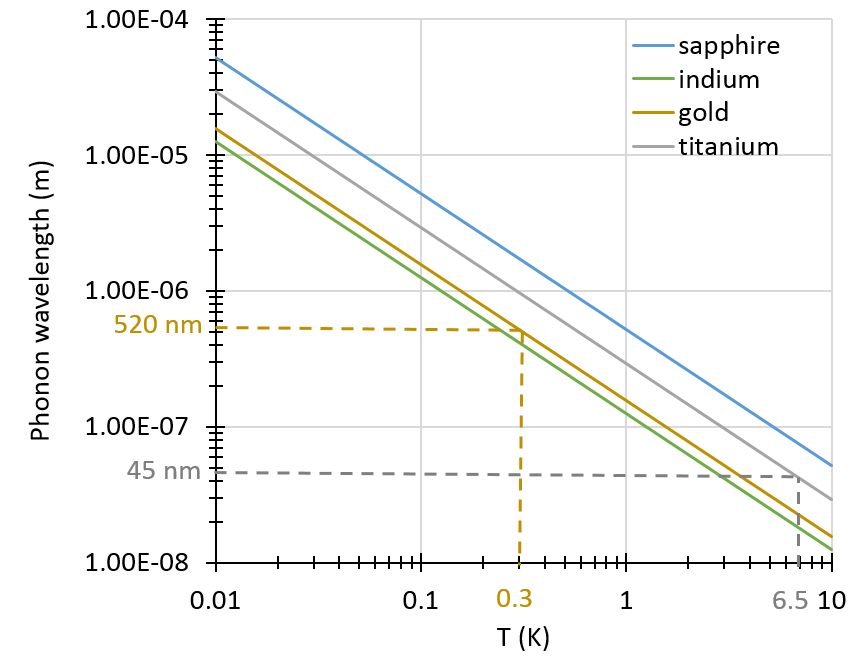 1.00E-04
1.00E-05
1.00E-06
1.00E-07
1.00E-08
Phonon wavelength (m)
520 nm
45 nm
sapphire
indium
gold
titanium
0.01
0.1
0.3
1
6.5
10
T (K)